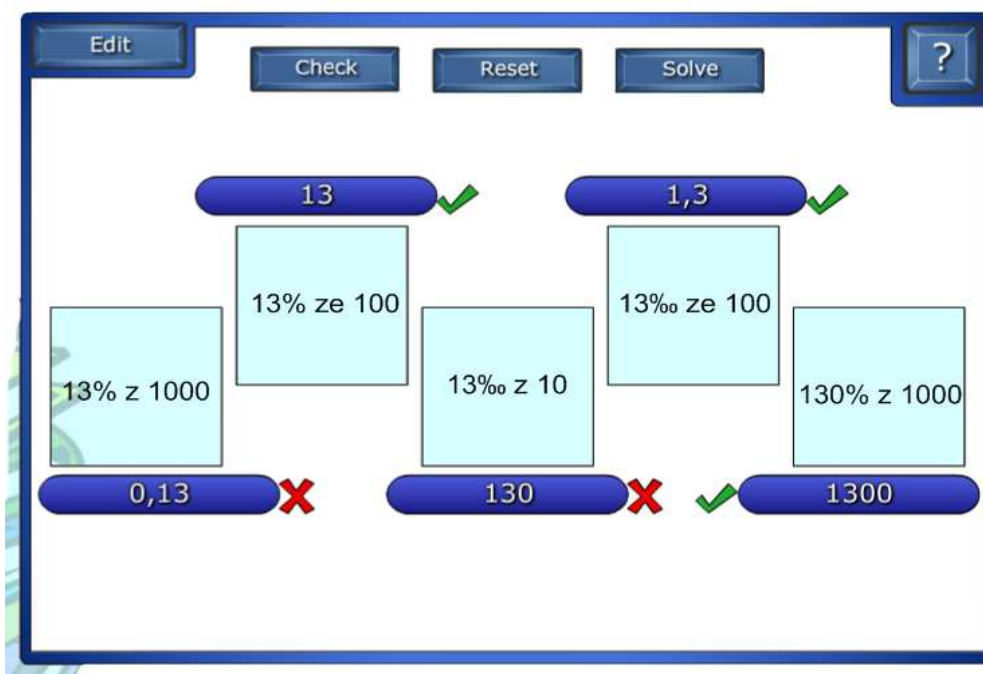 Edit
Check
Reset
Solve
?
13
1,3
13% ze 100
13‰ ze 100
13% z 1000
13‰ z 10
130% z 1000
0,13
130
1300